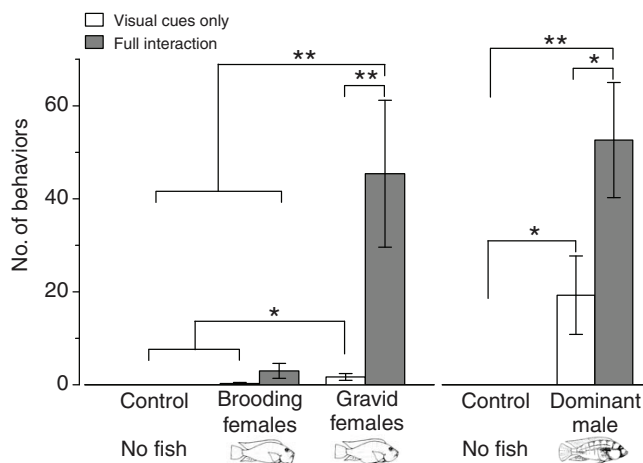 Visual cues only
Full interaction
No. of behaviors
60
40
20
0
**
**
*
**
*
*
Control
Brooding
females
Gravid
females
Control
Dominant
male
No fish
No fish